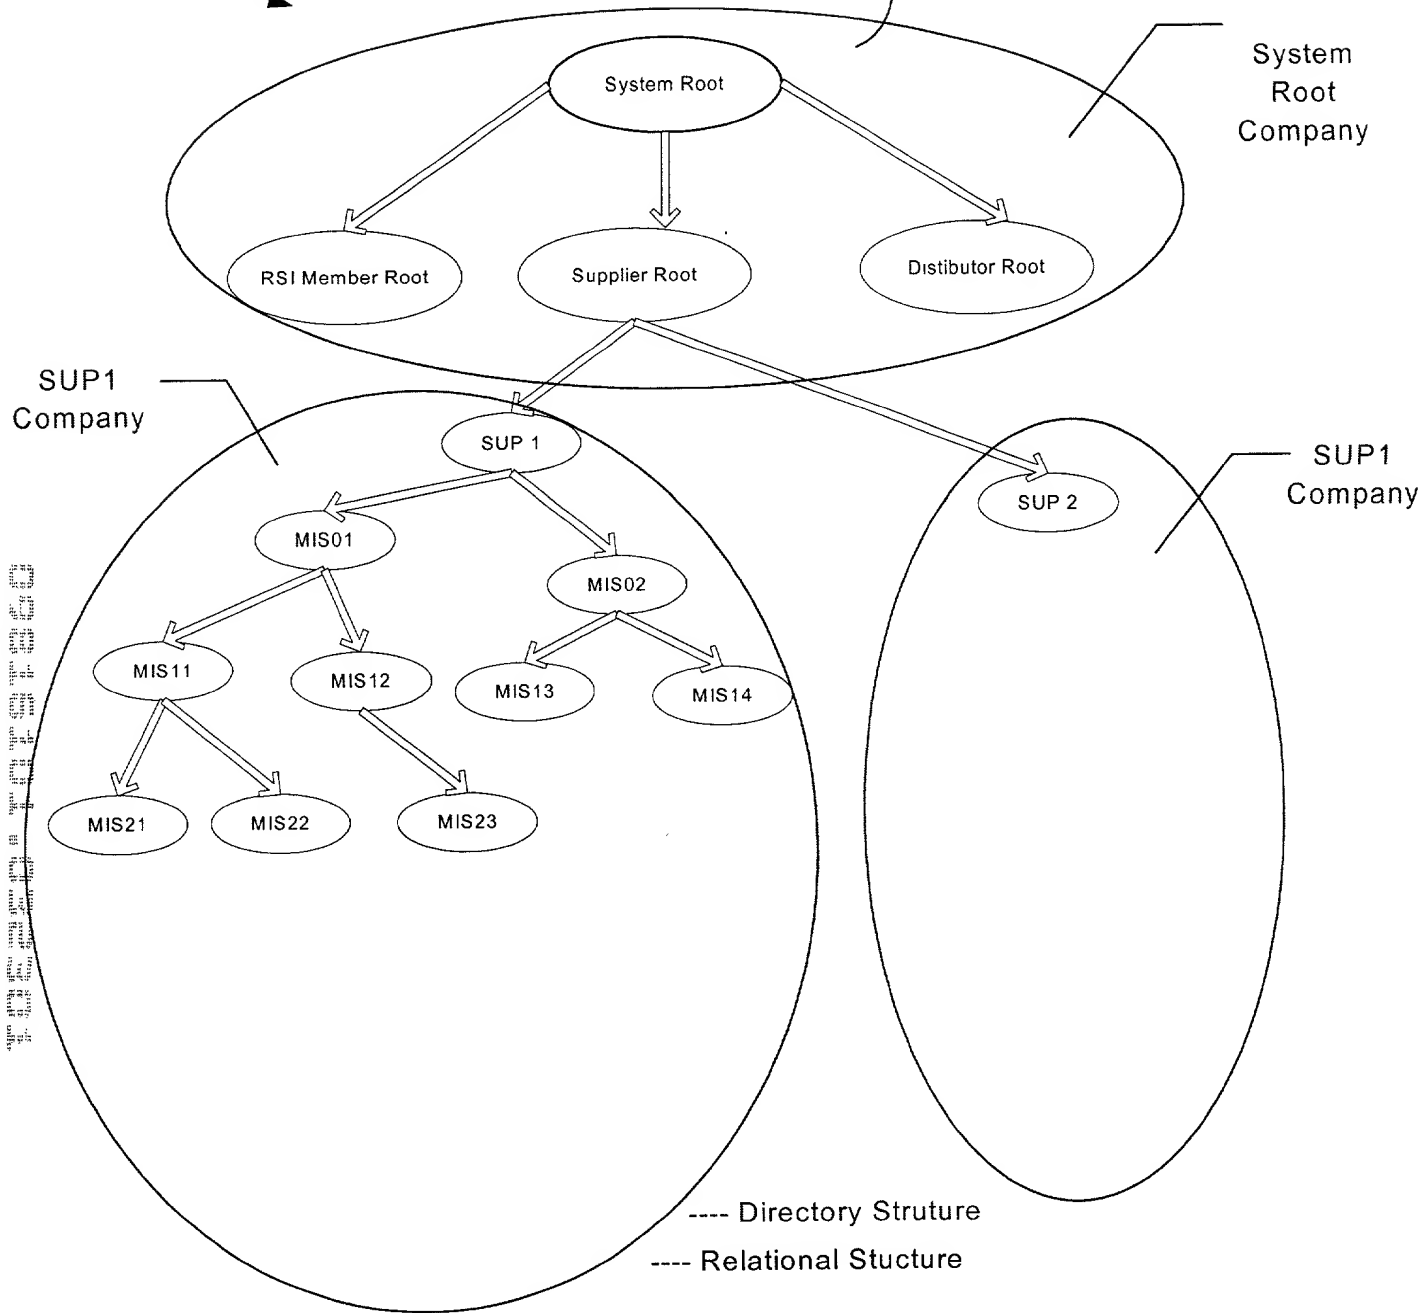 System
Root
Company
System Root
RSI Member Root
Supplier Root
Distibutor Root
SUP1
Company
SUP 1
SUP1
Company
SUP 2
MIS01
MIS02
MIS11
MIS12
MIS13
MIS14
MIS21
MIS22
MIS23
---- Directory Struture
---- Relational Stucture